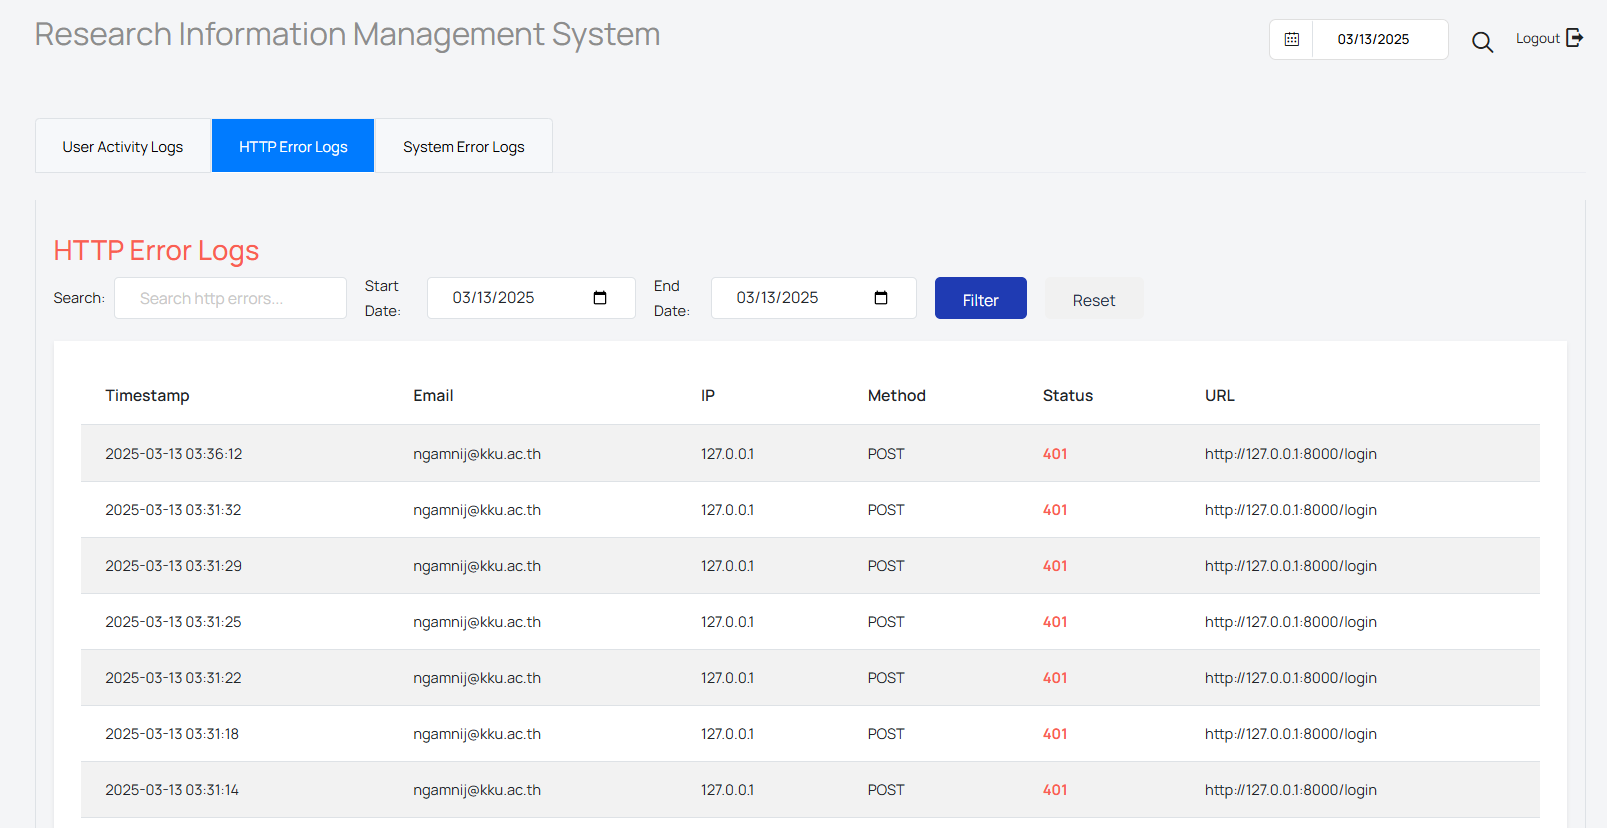 Research Information Management System
03/13/2025
Logout
User Activity Logs
HTTP Error Logs
System Error Logs
HTTP Error Logs
Search: Search http errors... Start Date: 03/13/2025 End Date: 03/13/2025 Filter Reset
Timestamp Email IP Method Status URL
2025-03-13 03:36:12 ngamnij@kku.ac.th 127.0.0.1 POST 401 http://127.0.0.1:8000/login
2025-03-13 03:31:32 ngamnij@kku.ac.th 127.0.0.1 POST 401 http://127.0.0.1:8000/login
2025-03-13 03:31:29 ngamnij@kku.ac.th 127.0.0.1 POST 401 http://127.0.0.1:8000/login
2025-03-13 03:31:25 ngamnij@kku.ac.th 127.0.0.1 POST 401 http://127.0.0.1:8000/login
2025-03-13 03:31:22 ngamnij@kku.ac.th 127.0.0.1 POST 401 http://127.0.0.1:8000/login
2025-03-13 03:31:18 ngamnij@kku.ac.th 127.0.0.1 POST 401 http://127.0.0.1:8000/login
2025-03-13 03:31:14 ngamnij@kku.ac.th 127.0.0.1 POST 401 http://127.0.0.1:8000/login